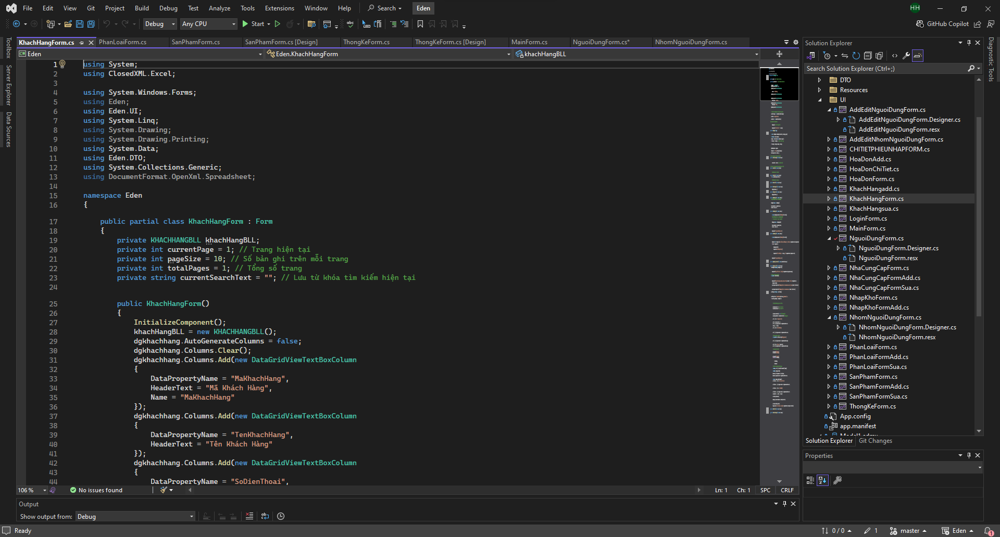 File Edit View Git Project Build Debug Test Analyze Tools Extensions Window Help Search Eden HH
Debug Any CPU Start GitHub Copilot
Toolbox
Server Explorer
Data Sources
KhachHangForm.cs PhanLoaiForm.cs SanPhamForm.cs SanPhamForm.cs [Design] ThongKeForm.cs ThongKeForm.cs [Design] MainForm.cs NguoiDungForm.cs* NhomNguoiDungForm.cs
Eden Eden.KhachHangForm khachHangBLL
1 using System;
2 using ClosedXML.Excel;
3
4 using System.Windows.Forms;
5 using Eden;
6 using Eden.UI;
7 using System.Linq;
8 using System.Drawing;
9 using System.Drawing.Printing;
10 using System.Data;
11 using Eden.DTO;
12 using System.Collections.Generic;
13 using DocumentFormat.OpenXml.Spreadsheet;
14
15 namespace Eden
16 {
17 public partial class KhachHangForm : Form
18 {
19 private KHACHHANGBLL khachHangBLL;
20 private int currentPage = 1; // Trang hiện tại
21 private int pageSize = 10; // Số bản ghi trên mỗi trang
22 private int totalPages = 1; // Tổng số trang
23 private string currentSearchText = ""; // Lưu từ khóa tìm kiếm hiện tại
24
25 public KhachHangForm()
26 {
27 InitializeComponent();
28 khachHangBLL = new KHACHHANGBLL();
29 dgkhachhang.AutoGenerateColumns = false;
30 dgkhachhang.Columns.Clear();
31 dgkhachhang.Columns.Add(new DataGridViewTextBoxColumn
32 {
33 DataPropertyName = "MaKhachHang",
34 HeaderText = "Mã Khách Hàng",
35 Name = "MaKhachHang"
36 });
37 dgkhachhang.Columns.Add(new DataGridViewTextBoxColumn
38 {
39 DataPropertyName = "TenKhachHang",
40 HeaderText = "Tên Khách Hàng"
41 });
42 dgkhachhang.Columns.Add(new DataGridViewTextBoxColumn
43 {
44 DataPropertyName = "SoDienThoai",
106 % No issues found Ln: 1 Ch: 1 SPC CRLF
Output
Show output from: Debug
Solution Explorer
Search Solution Explorer (Ctrl+;)
DTO
Resources
UI
AddEditNguoiDungForm.cs
AddEditNguoiDungForm.Designer.cs
AddEditNguoiDungForm.resx
AddEditNhomNguoiDungForm.cs
CHITIETPHIEUNHAPFORM.cs
HoaDonAdd.cs
HoaDonChiTiet.cs
HoaDonForm.cs
KhachHangadd.cs
KhachHangForm.cs
KhachHangsua.cs
LoginForm.cs
MainForm.cs
NguoiDungForm.cs
NguoiDungForm.Designer.cs
NguoiDungForm.resx
NhaCungCapForm.cs
NhaCungCapFormAdd.cs
NhaCungCapFormSua.cs
NhapKhoForm.cs
NhapKhoFormAdd.cs
NhomNguoiDungForm.cs
NhomNguoiDungForm.Designer.cs
NhomNguoiDungForm.resx
PhanLoaiForm.cs
PhanLoaiFormAdd.cs
PhanLoaiFormSua.cs
SanPhamForm.cs
SanPhamFormAdd.cs
SanPhamFormSua.cs
ThongKeForm.cs
App.config
app.manifest
Model1.edmx
Solution Explorer Git Changes
Properties
Diagnostic Tools
Ready 0 / 0 1 master Eden 1